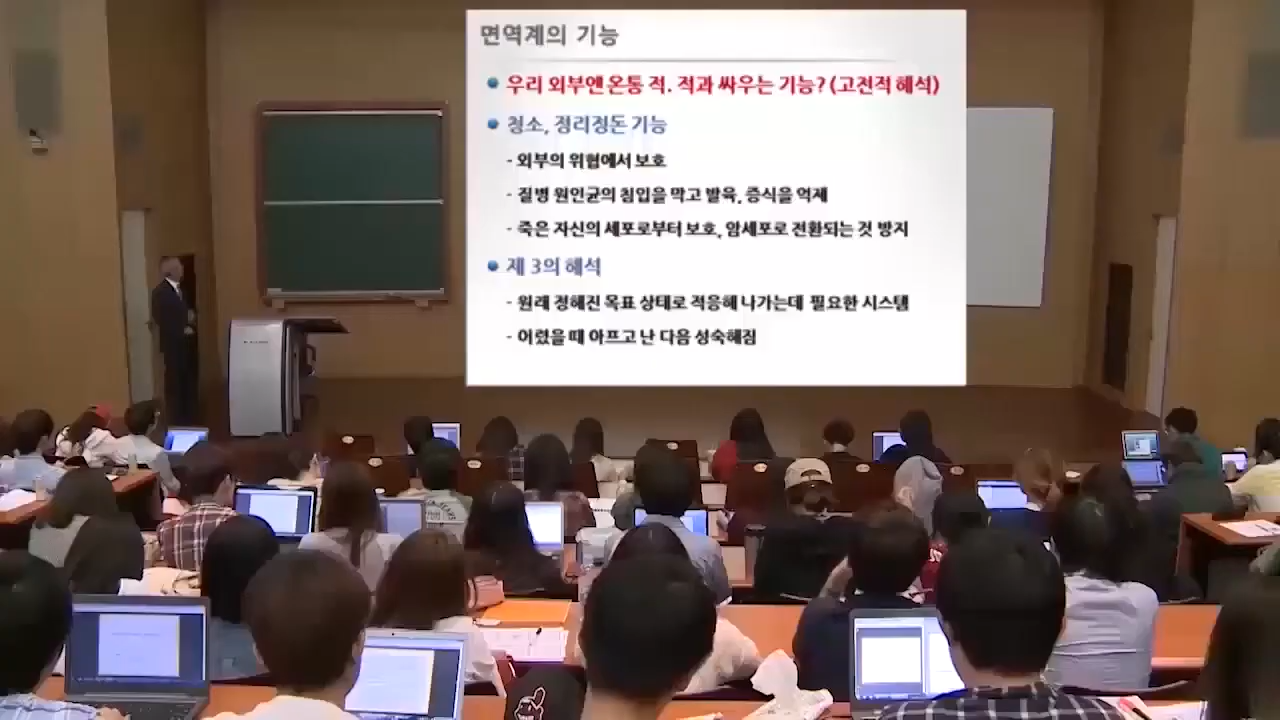 면역계의 기능
우리 외부엔 온통 적. 적과 싸우는 기능? (고전적 해석)
청소, 정리정돈 기능
- 외부의 위협에서 보호
- 질병 원인균의 침입을 막고 발육, 증식을 억제
- 죽은 자신의 세포로부터 보호, 암세포로 전환되는 것 방지
제 3의 해석
- 원래 정해진 목표 상태로 적응해 나가는데 필요한 시스템
- 어렸을 때 아프고 난 다음 성숙해짐